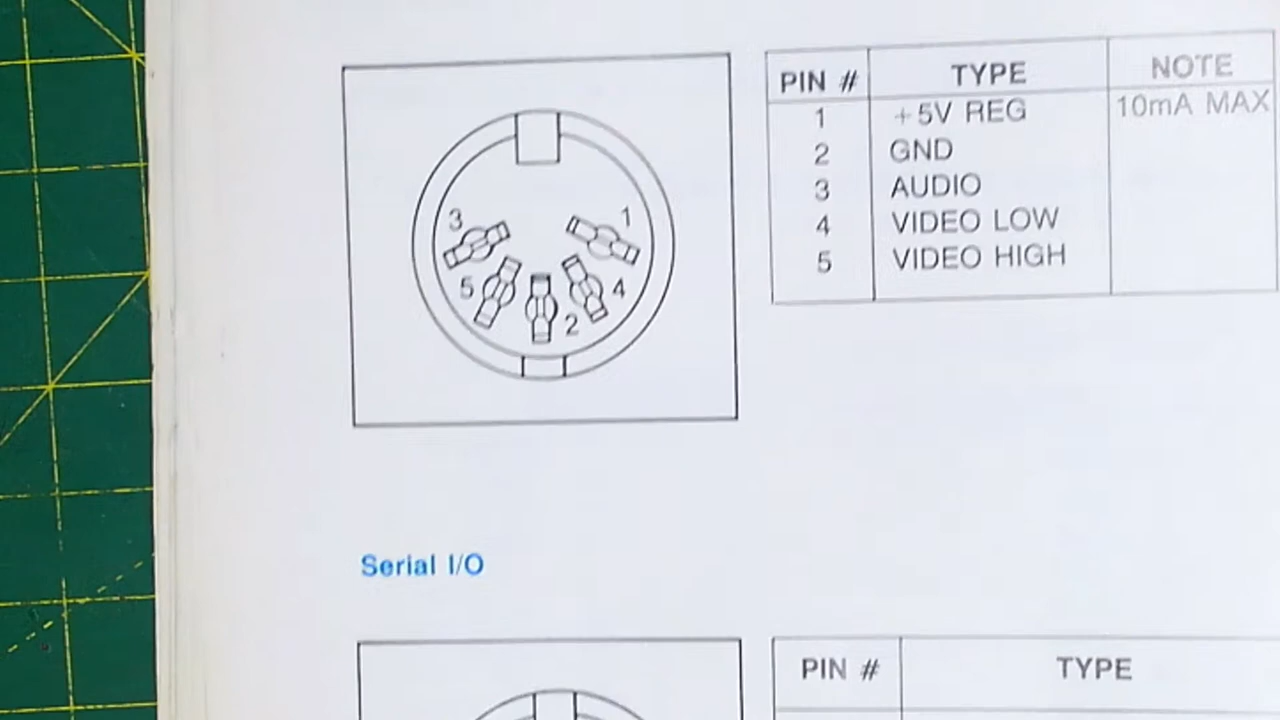 PIN # TYPE NOTE
1 +5V REG 10mA MAX
2 GND
3 AUDIO
4 VIDEO LOW
5 VIDEO HIGH
3 1
5 4
2
Serial I/O
PIN # TYPE